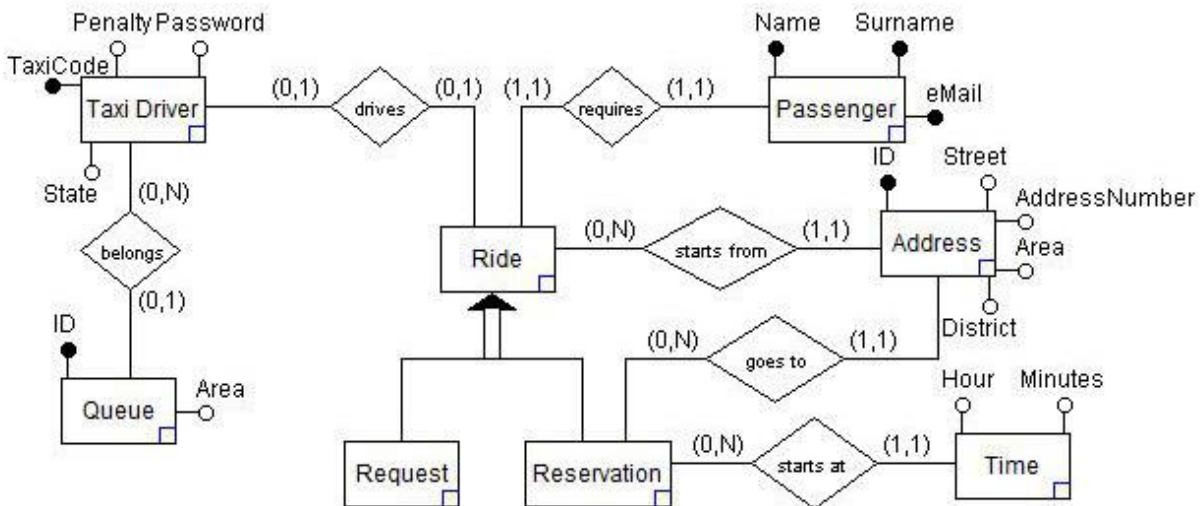 Penalty Password
Name Surname
TaxiCode
Taxi Driver (0,1) drives (0,1) (1,1) requires (1,1) Passenger
eMail
ID Street
State (0,N)
AddressNumber
belongs
Ride (0,N) starts from (1,1) Address
Area
(0,1)
District
ID
(0,N) goes to (1,1)
Hour Minutes
Queue Area
Request Reservation (0,N) starts at (1,1) Time